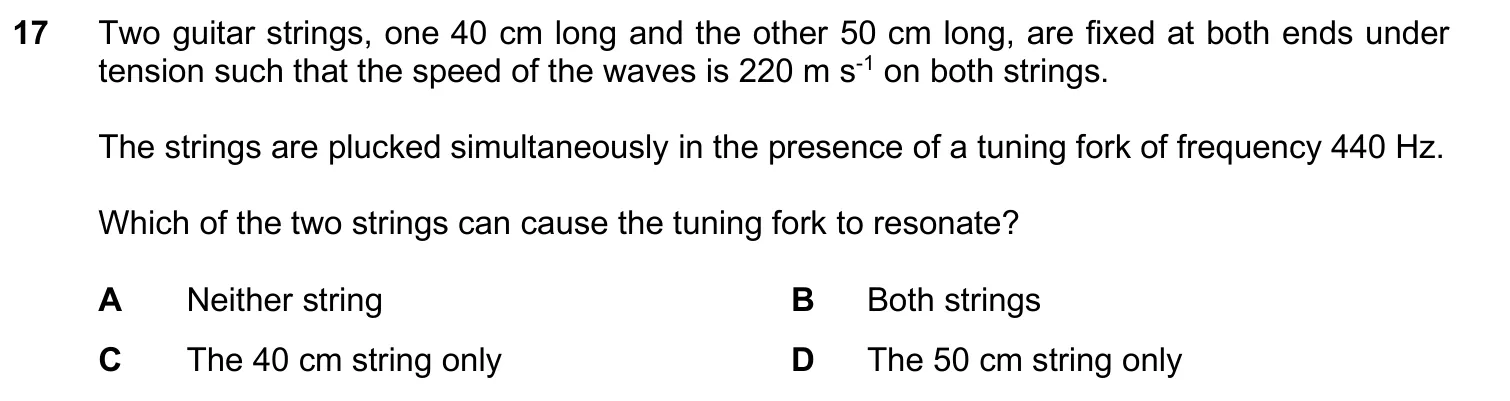 17 Two guitar strings, one 40 cm long and the other 50 cm long, are fixed at both ends under
tension such that the speed of the waves is 220 m s⁻¹ on both strings.
The strings are plucked simultaneously in the presence of a tuning fork of frequency 440 Hz.
Which of the two strings can cause the tuning fork to resonate?
A Neither string B Both strings
C The 40 cm string only D The 50 cm string only